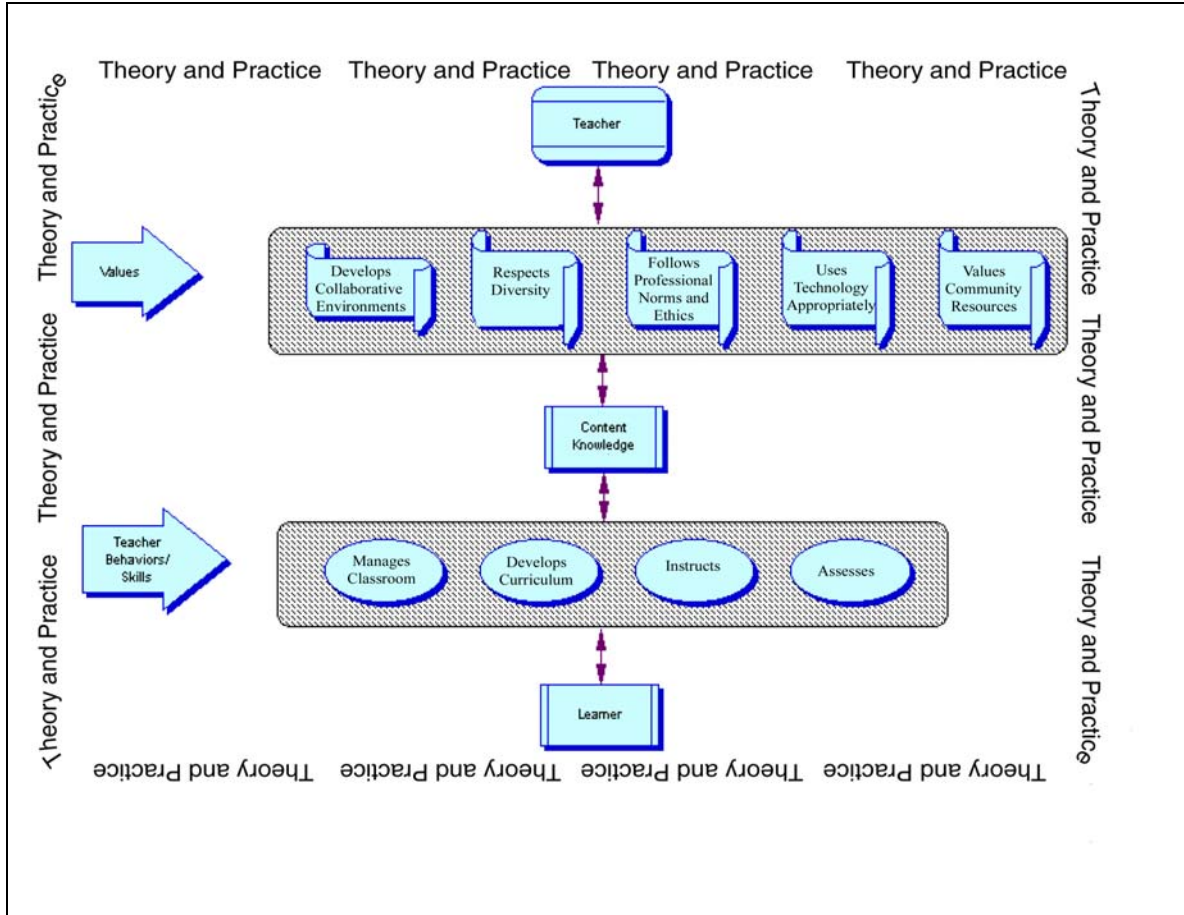 Theory and Practice Theory and Practice Theory and Practice Theory and Practice
Teacher
Values
Develops
Collaborative
Environments
Respects
Diversity
Follows
Professional
Norms and
Ethics
Uses
Technology
Appropriately
Values
Community
Resources
Content
Knowledge
Teacher
Behaviors/
Skills
Manages
Classroom
Develops
Curriculum
Instructs
Assesses
Learner
Theory and Practice Theory and Practice Theory and Practice
Theory and Practice Theory and Practice Theory and Practice
Theory and Practice Theory and Practice Theory and Practice Theory and Practice